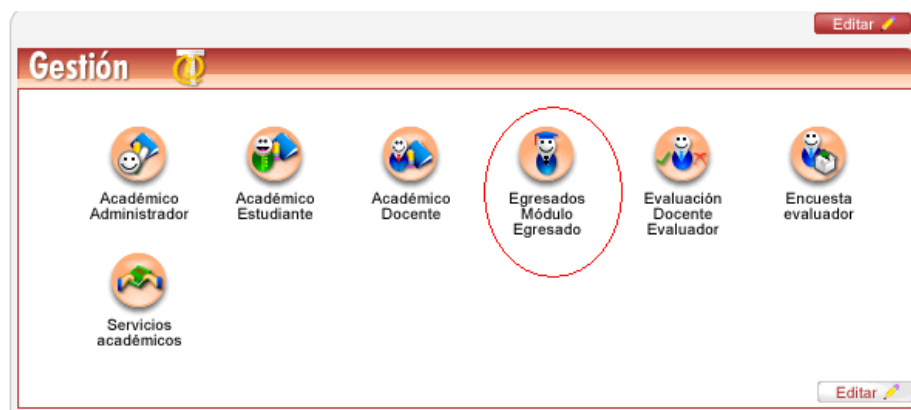 Editar
Gestión
Académico
Administrador
Académico
Estudiante
Académico
Docente
Egresados
Módulo
Egresado
Evaluación
Docente
Evaluador
Encuesta
evaluador
Servicios
académicos
Editar